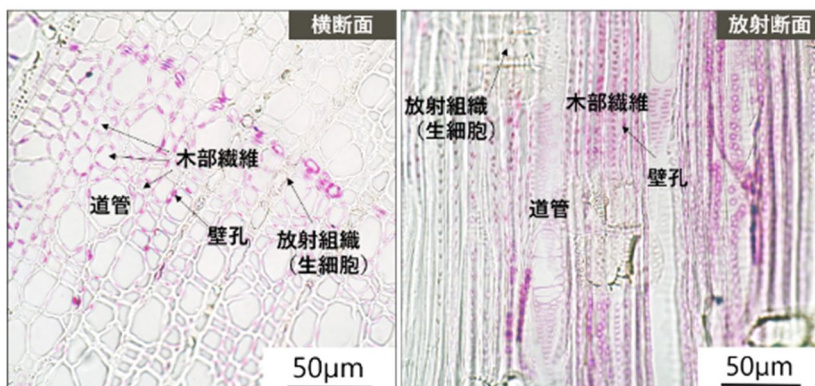 横断面
木部繊維
道管
壁孔
放射組織
（生細胞）
50μm
放射断面
放射組織
（生細胞）
木部繊維
壁孔
道管
50μm